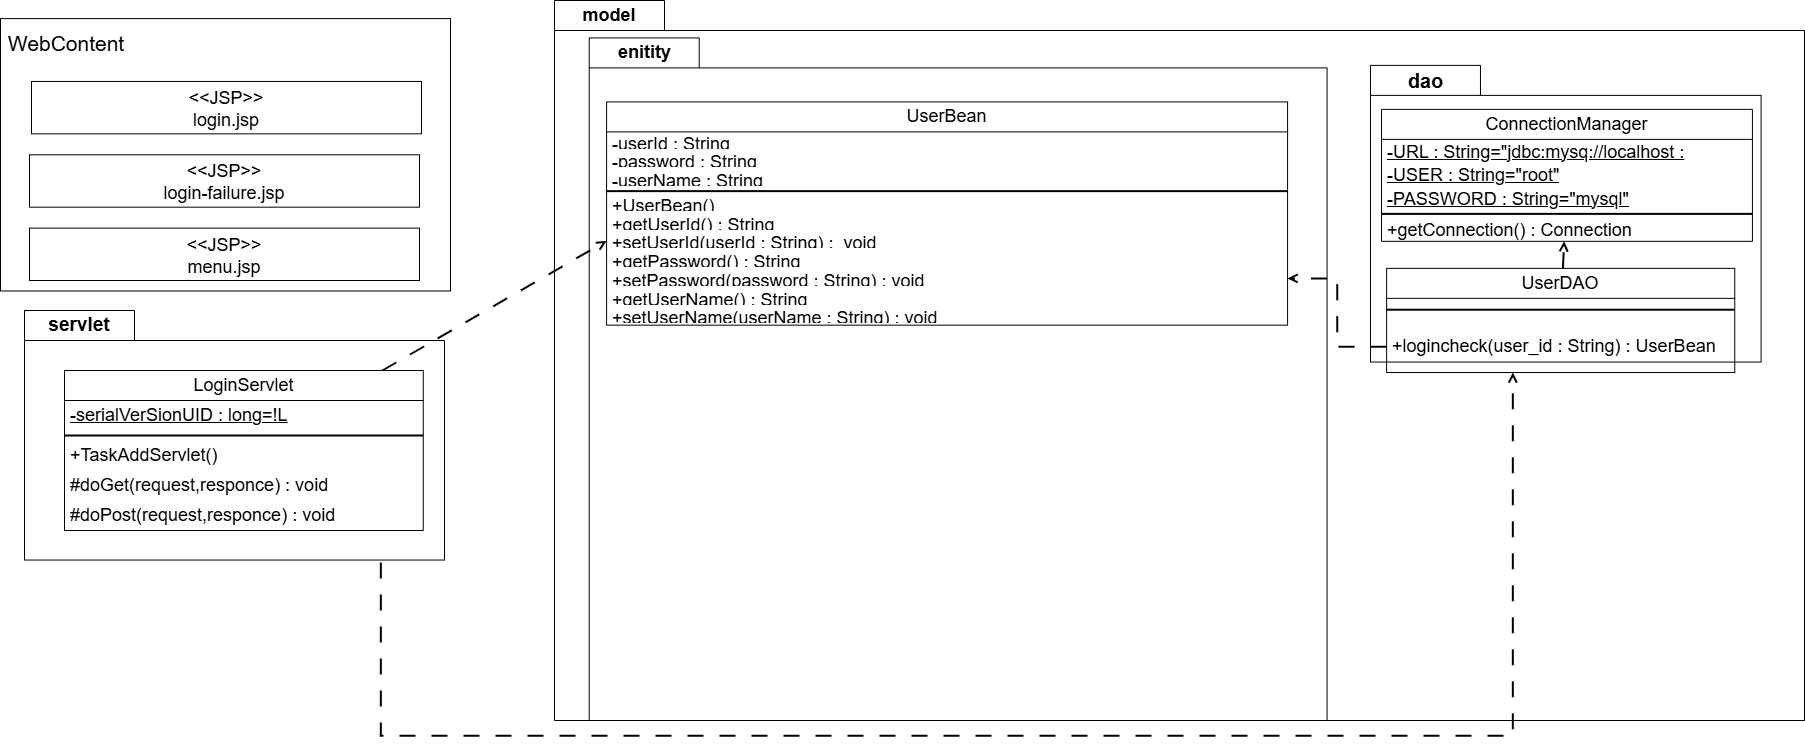 WebContent
<<JSP>>
login.jsp
<<JSP>>
login-failure.jsp
<<JSP>>
menu.jsp
servlet
LoginServlet
-serialVerSionUID : long=!L
+TaskAddServlet()
#doGet(request,responce) : void
#doPost(request,responce) : void
model
enitity
UserBean
-userId : String
-password : String
-userName : String
+UserBean()
+getUserId() : String
+setUserId(userId : String) :  void
+getPassword() : String
+setPassword(password : String) : void
+getUserName() : String
+setUserName(userName : String) : void
dao
ConnectionManager
-URL : String="jdbc:mysq://localhost :
-USER : String="root"
-PASSWORD : String="mysql"
+getConnection() : Connection
UserDAO
+logincheck(user_id : String) : UserBean